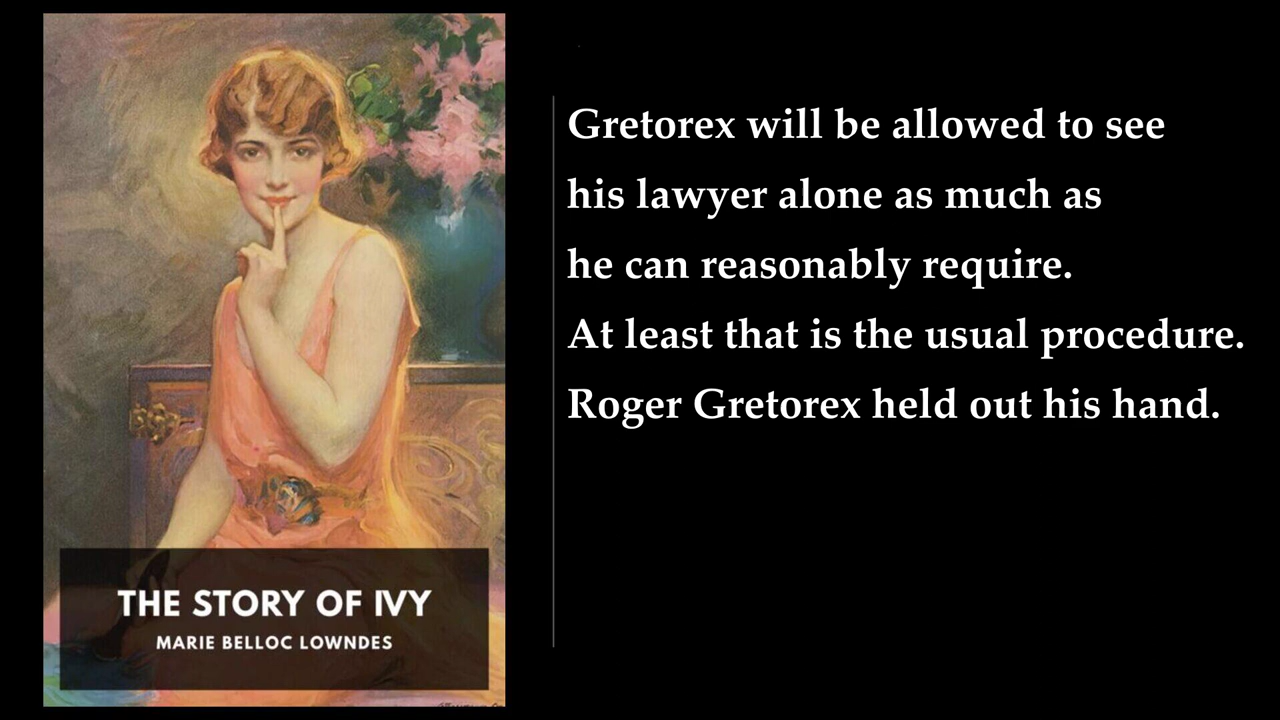 Gretorex will be allowed to see
his lawyer alone as much as
he can reasonably require.
At least that is the usual procedure.
Roger Gretorex held out his hand.
THE STORY OF IVY
MARIE BELLOC LOWNDES